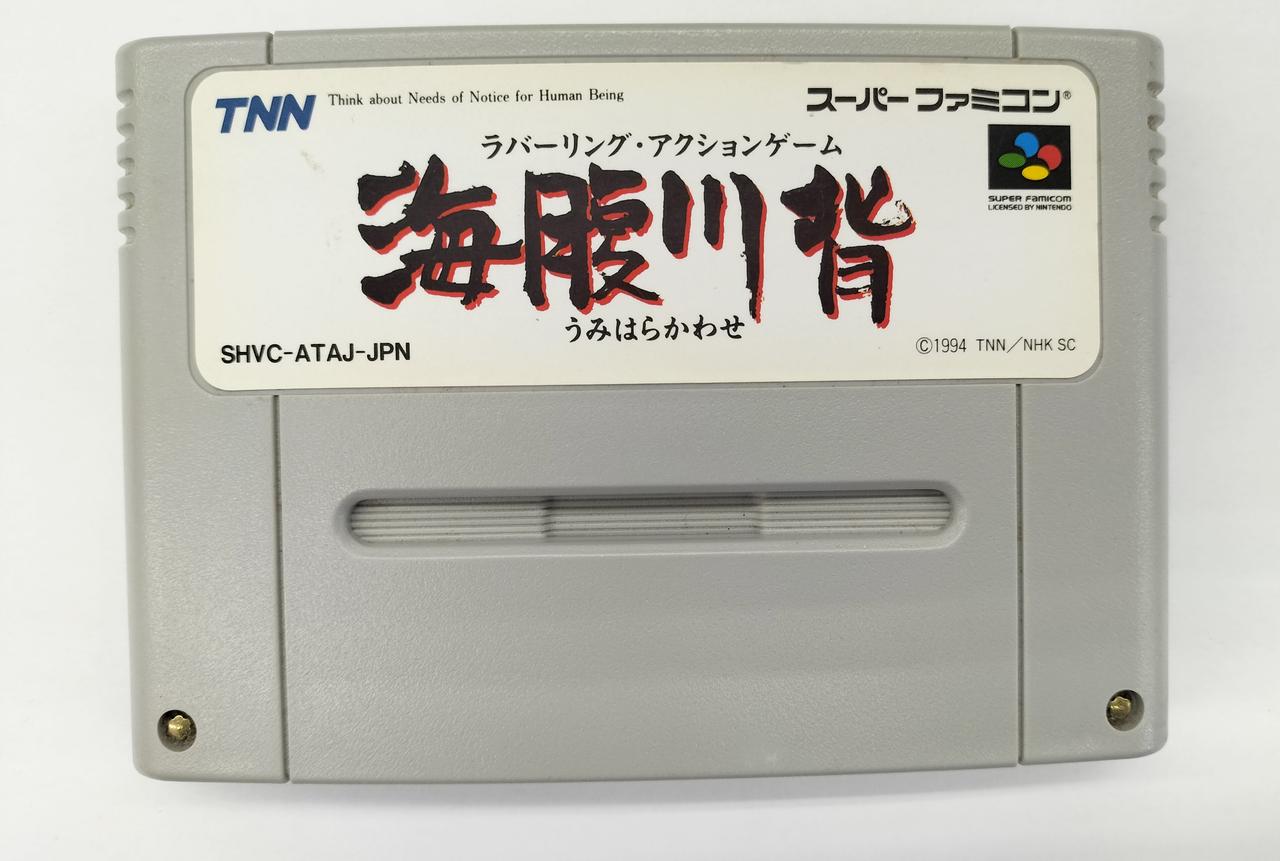 TNN Think about Needs of Notice for Human Being
スーパーファミコン®
ラバーリング・アクションゲーム
海腹川背
うみはらかわせ
SUPER FAMICOM
LICENSED BY NINTENDO
SHVC-ATAJ-JPN
©1994 TNN/NHK SC